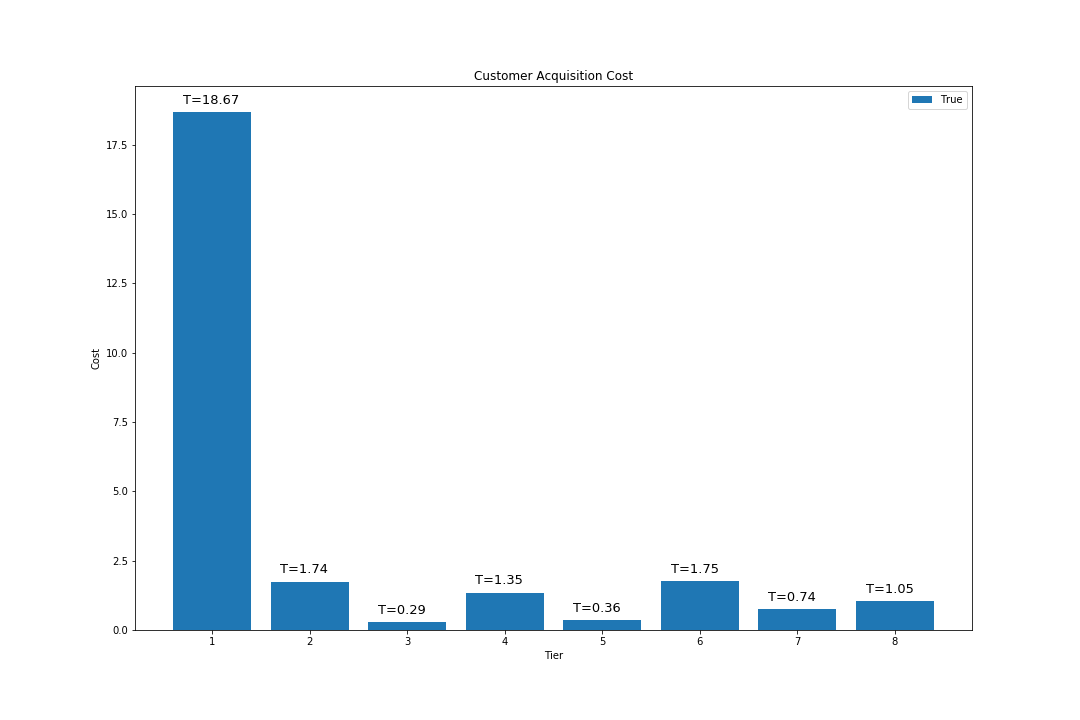 Customer Acquisition Cost
True
T=18.67
T=1.74
T=0.29
T=1.35
T=0.36
T=1.75
T=0.74
T=1.05
Cost
17.5
15.0
12.5
10.0
7.5
5.0
2.5
0.0
1 2 3 4 5 6 7 8
Tier